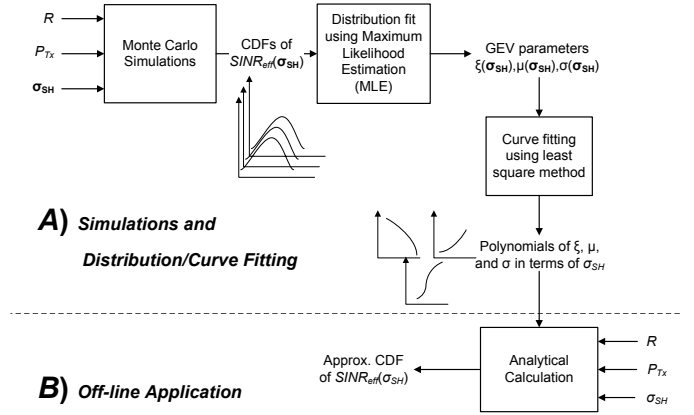 R
P_Tx
σ_SH
Monte Carlo
Simulations
CDFs of
SINR_eff(σ_SH)
Distribution fit
using Maximum
Likelihood
Estimation
(MLE)
GEV parameters
ξ(σ_SH),μ(σ_SH),σ(σ_SH)
Curve fitting
using least
square method
A) Simulations and
Distribution/Curve Fitting
Polynomials of ξ, μ,
and σ in terms of σ_SH
Approx. CDF
of SINR_eff(σ_SH)
Analytical
Calculation
R
P_Tx
σ_SH
B) Off-line Application